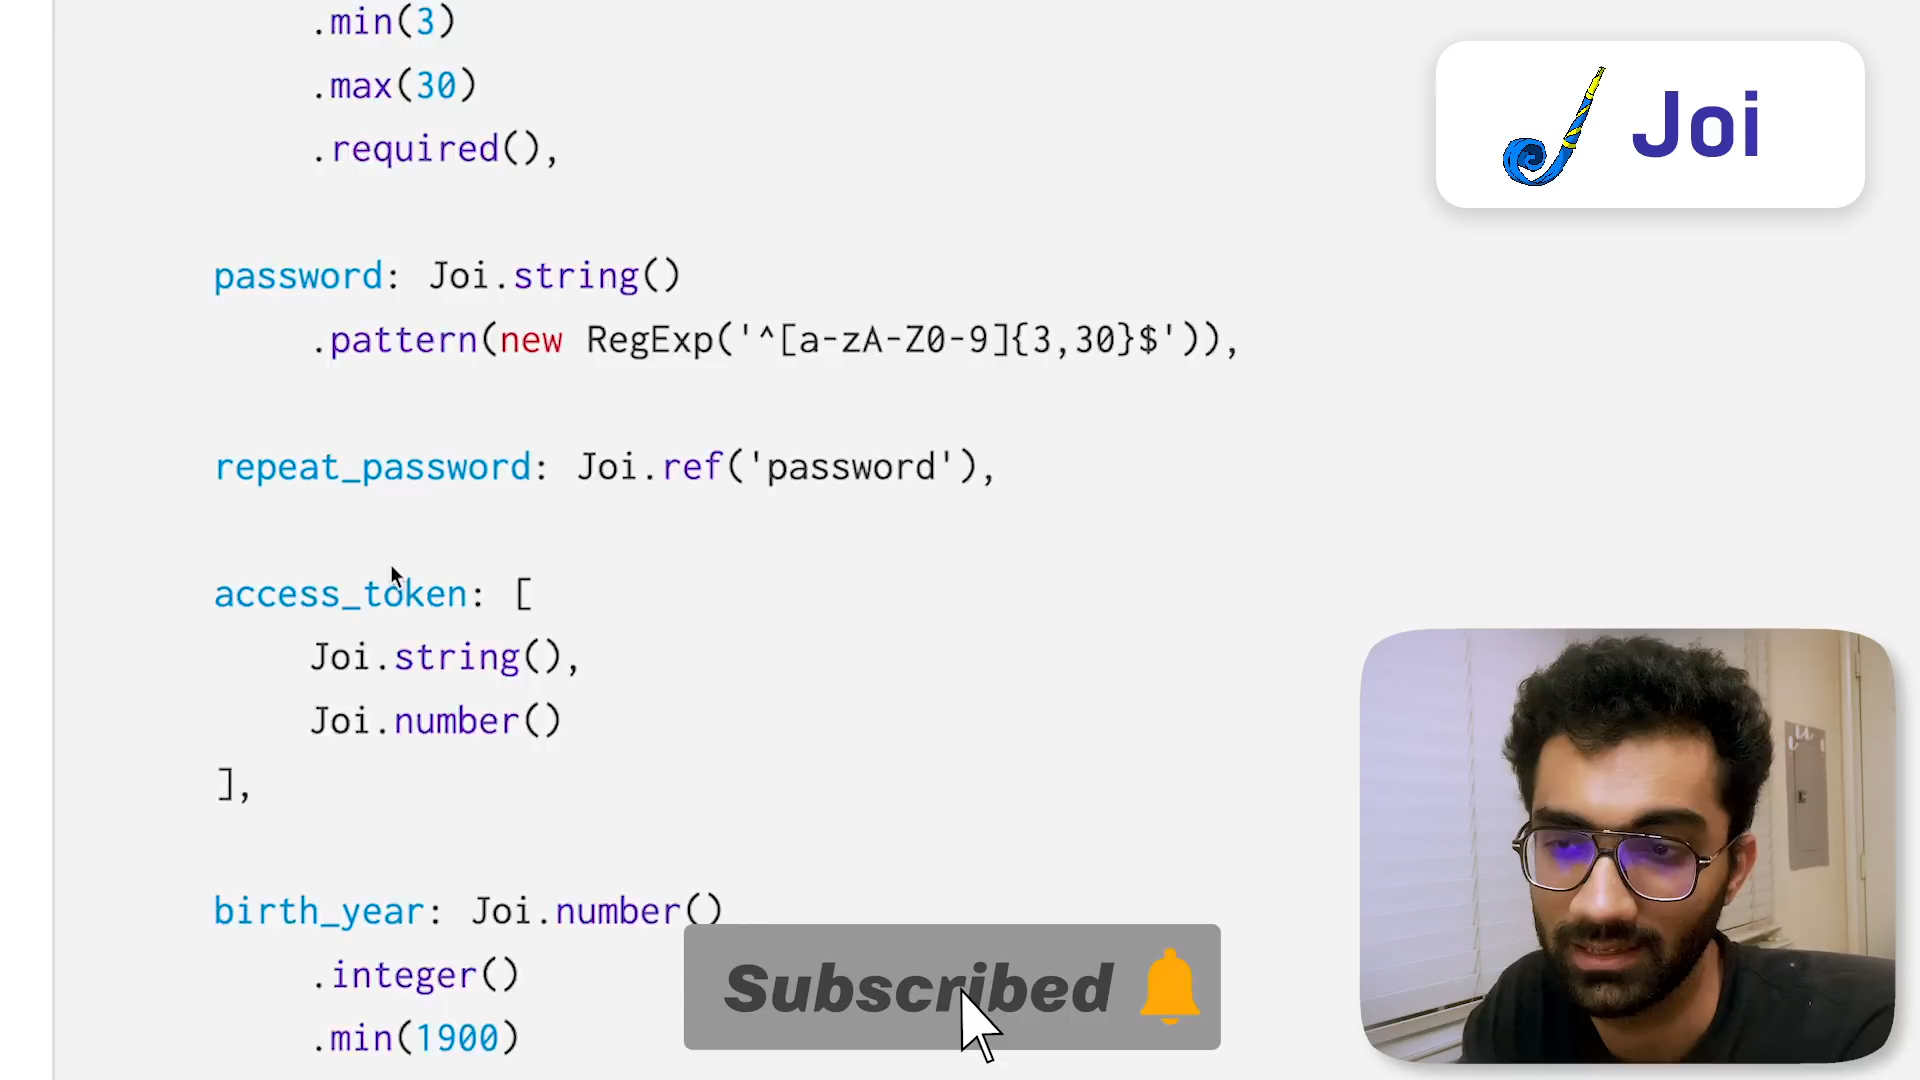 .min(3)
.max(30)
.required(),
Joi
password: Joi.string()
.pattern(new RegExp('^[a-zA-Z0-9]{3,30}$')),
repeat_password: Joi.ref('password'),
access_token: [
Joi.string(),
Joi.number()
],
birth_year: Joi.number()
.integer()
.min(1900)
Subscribed